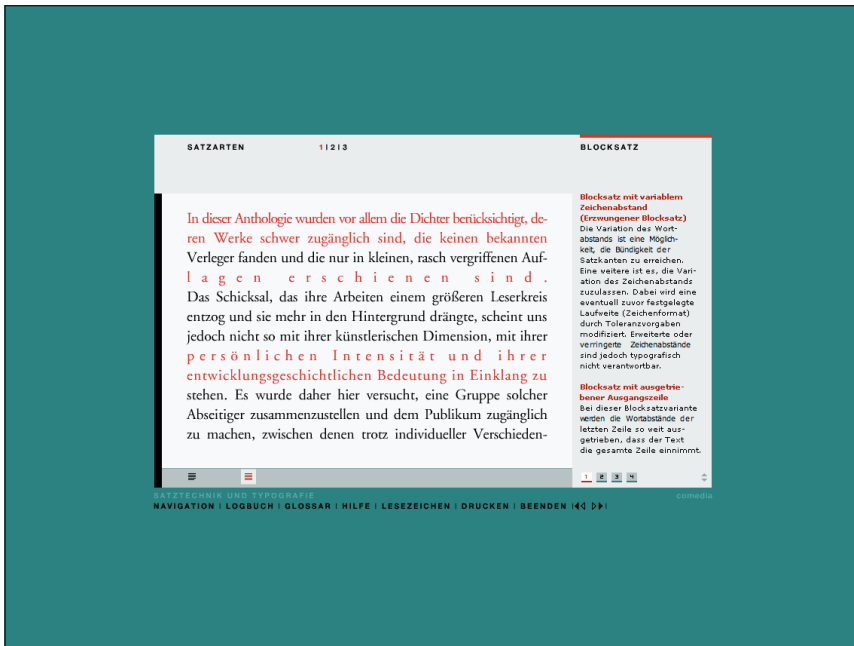 SATZARTEN 1 | 2 | 3 BLOCKSATZ
In dieser Anthologie wurden vor allem die Dichter berücksichtigt, de-
ren Werke schwer zugänglich sind, die keinen bekannten
Verleger fanden und die nur in kleinen, rasch vergriffenen Auf-
lagen erschienen sind.
Das Schicksal, das ihre Arbeiten einem größeren Leserkreis
entzog und sie mehr in den Hintergrund drängte, scheint uns
jedoch nicht so mit ihrer künstlerischen Dimension, mit ihrer
persönlichen Intensität und ihrer
entwicklungsgeschichtlichen Bedeutung in Einklang zu
stehen. Es wurde daher hier versucht, eine Gruppe solcher
Abseitiger zusammenzustellen und dem Publikum zugänglich
zu machen, zwischen denen trotz individueller Verschieden-
Blocksatz mit variablem
Zeichenabstand
(Erzwungener Blocksatz)
Die Variation des Wort-
abstands ist eine Möglich-
keit, die Bündigkeit der
Satzkanten zu erreichen.
Eine veitere ist es, die Vari-
ation des Zeichenabstands
zuzulassen. Dabei wird eine
eventuell zuvor festgelegte
Laufweite (Zeichenformat)
durch Toleranzvorgaben
modifiziert. Erweiterte oder
verringerte Zeichenabstände
sind jedoch typografisch
nicht verantwortbar.
Blocksatz mit ausgetrie-
bener Ausgangszeile
Bei dieser Blocksatzvariante
werden die Wortabstände der
letzten Zeile so weit aus-
getrieben, dass der Text
die gesamte Zeile einnimmt.
1 2 3 4
SATZTECHNIK UND TYPOGRAFIE comedia
NAVIGATION | LOGBUCH | GLOSSAR | HILFE | LESEZEICHEN | DRUCKEN | BEENDEN